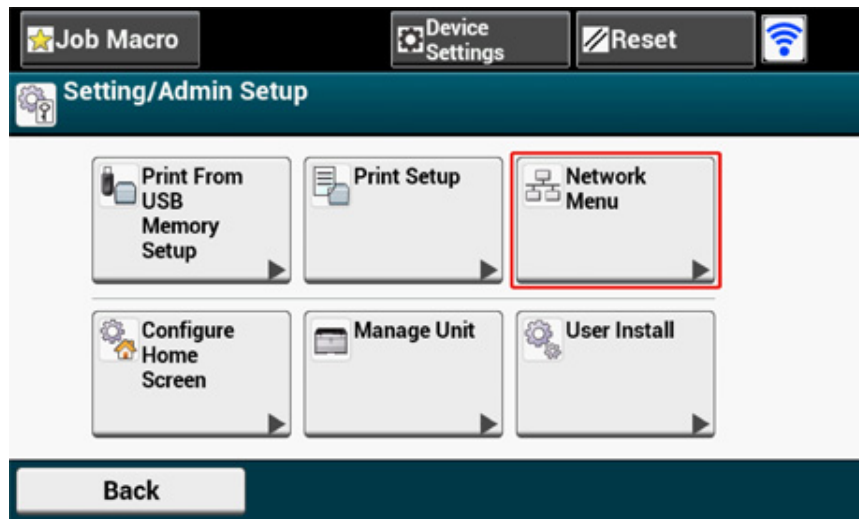 Job Macro
Device
Settings
Reset
Setting/Admin Setup
Print From
USB
Memory
Setup
Print Setup
Network
Menu
Configure
Home
Screen
Manage Unit
User Install
Back